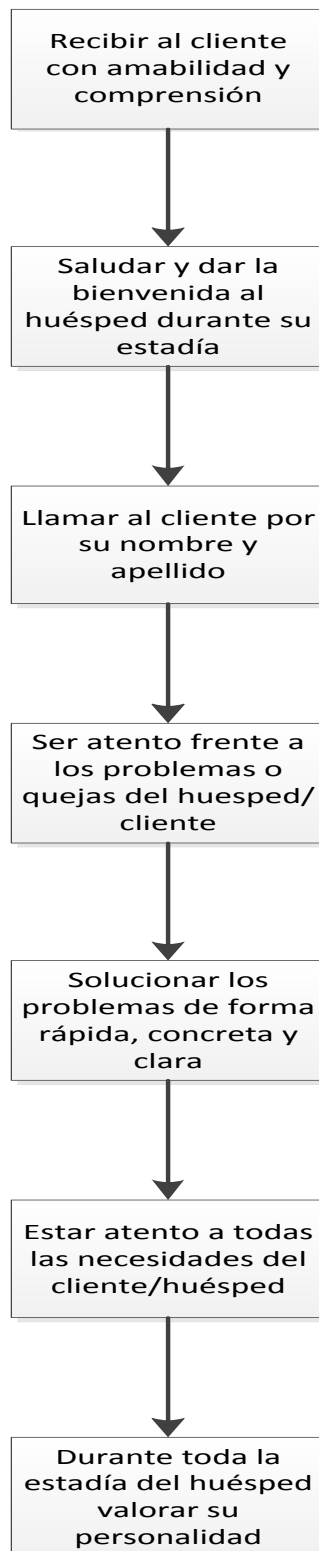 Recibir al cliente
con amabilidad y
comprensión
Saludar y dar la
bienvenida al
huésped durante su
estadía
Llamar al cliente por
su nombre y
apellido
Ser atento frente a
los problemas o
quejas del huesped/
cliente
Solucionar los
problemas de forma
rápida, concreta y
clara
Estar atento a todas
las necesidades del
cliente/huésped
Durante toda la
estadía del huésped
valorar su
personalidad